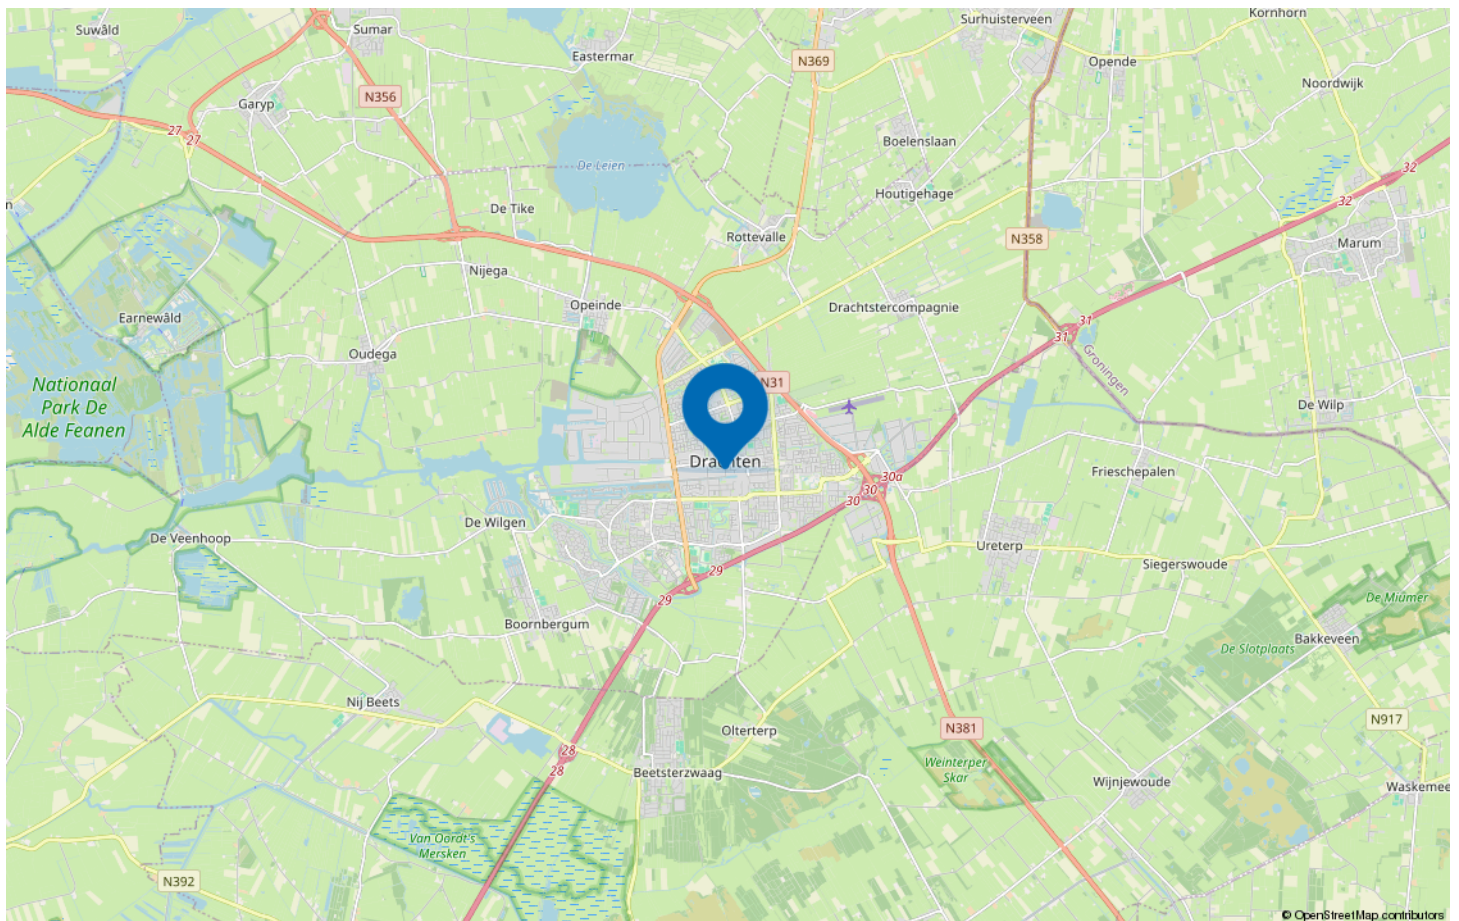 Kornhorn
Surhuisterveen
Suwâld
Sumar
Eastermar
N369
Opende
Noordwijk
N356
Garyp
27
27
Boelenslaan
De Leien
32
Houtigehage
32
n
De Tike
Rottevalle
N358
Marum
Nijega
Opeinde
Drachtstercompagnie
Earnewâld
31
31
Oudega
Groningen
Nationaal
Park De
Alde Feanen
N31
De Wilp
Drachten
Frieschepalen
30a
30
30
De Wilgen
De Veenhoop
Ureterp
Siegerswoude
29
29
De Miumer
Boornbergum
Bakkeveen
De Slotplaats
Nij Beets
N917
Olterterp
N381
28
28
Beetsterzwaag
Weinterper
Skar
Wijnjewoude
Waskemee
Van Oordt's
Mersken
N392
© OpenStreetMap contributors